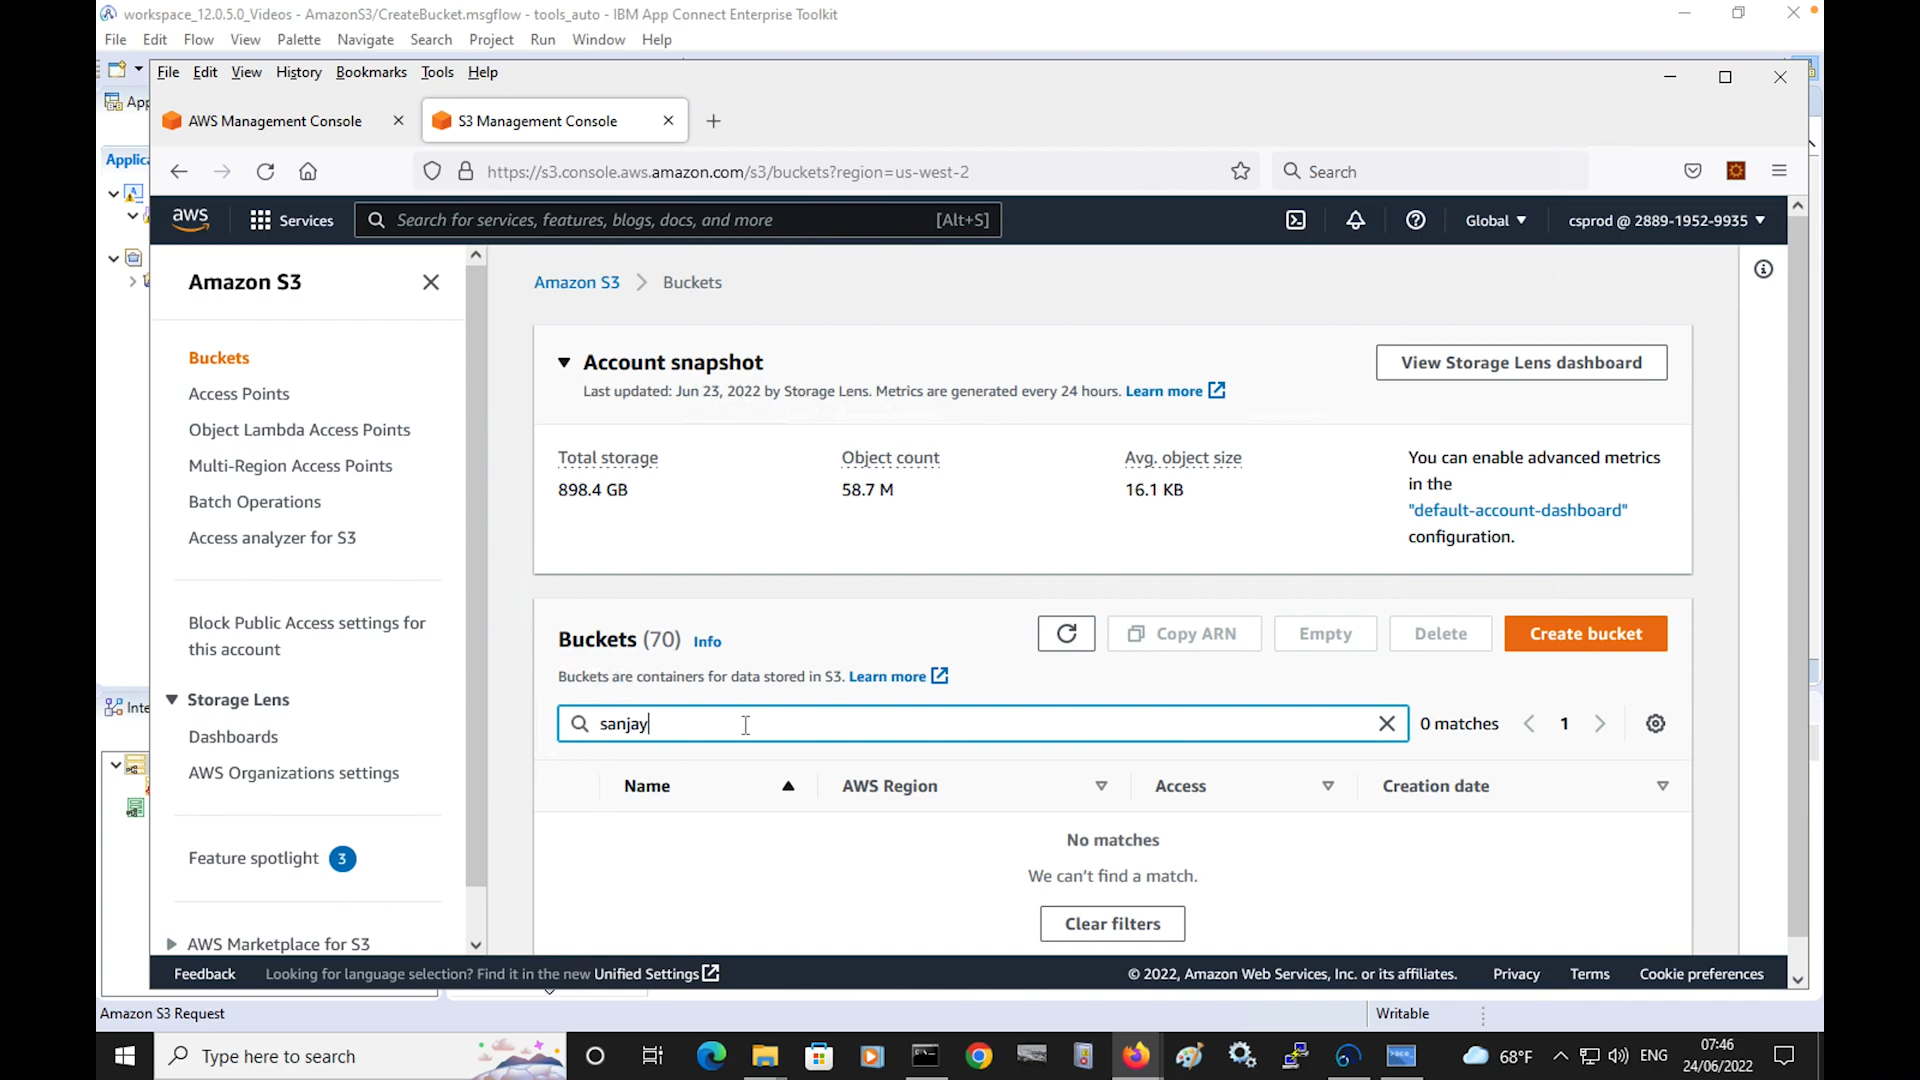 workspace_12.0.5.0_Videos - AmazonS3/CreateBucket.msgflow - tools_auto - IBM App Connect Enterprise Toolkit
File Edit Flow View Palette Navigate Search Project Run Window Help
File Edit View History Bookmarks Tools Help
App
AWS Management Console
S3 Management Console
Applica
https://s3.console.aws.amazon.com/s3/buckets?region=us-west-2
Search
aws
Services
Search for services, features, blogs, docs, and more
[Alt+S]
Global
csprod @ 2889-1952-9935
Amazon S3
Buckets
Access Points
Object Lambda Access Points
Multi-Region Access Points
Batch Operations
Access analyzer for S3
Block Public Access settings for
this account
Storage Lens
Dashboards
AWS Organizations settings
Feature spotlight 3
AWS Marketplace for S3
Inte
Amazon S3 > Buckets
Account snapshot
Last updated: Jun 23, 2022 by Storage Lens. Metrics are generated every 24 hours. Learn more
View Storage Lens dashboard
Total storage
898.4 GB
Object count
58.7 M
Avg. object size
16.1 KB
You can enable advanced metrics
in the
"default-account-dashboard"
configuration.
Buckets (70) Info
Copy ARN
Empty
Delete
Create bucket
Buckets are containers for data stored in S3. Learn more
sanjay
0 matches
1
Name
AWS Region
Access
Creation date
No matches
We can't find a match.
Clear filters
Feedback
Looking for language selection? Find it in the new Unified Settings
© 2022, Amazon Web Services, Inc. or its affiliates.
Privacy
Terms
Cookie preferences
Amazon S3 Request
Writable
Type here to search
68°F
ENG
07:46
24/06/2022